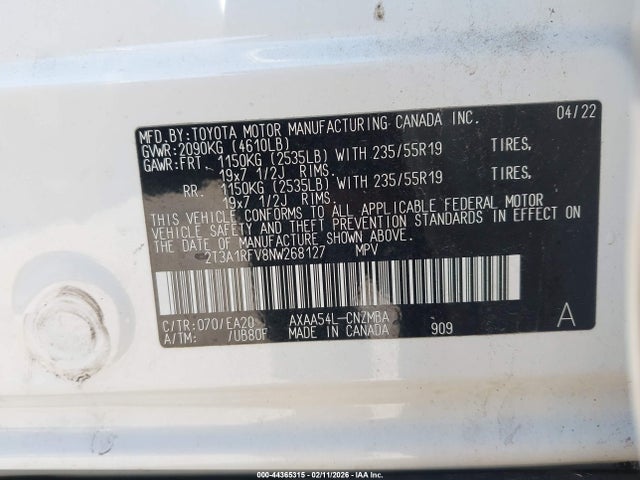 MFD.BY:TOYOTA MOTOR MANUFACTURING CANADA INC. 04/22
GVWR:2090KG (4610LB)
GAWR:FRT. 1150KG (2535LB) WITH 235/55R19 TIRES,
19x7 1/2J RIMS.
RR. 1150KG (2535LB) WITH 235/55R19 TIRES,
19x7 1/2J RIMS.
THIS VEHICLE CONFORMS TO ALL APPLICABLE FEDERAL MOTOR
VEHICLE SAFETY AND THEFT PREVENTION STANDARDS IN EFFECT ON
THE DATE OF MANUFACTURE SHOWN ABOVE.
2T3A1RFV8NW268127 MPV
C/TR:070/EA20 AXAA54L-CNZMBA A
A/TM: /UB80F MADE IN CANADA 909
000-44365315 - 02/11/2026 - IAA Inc.